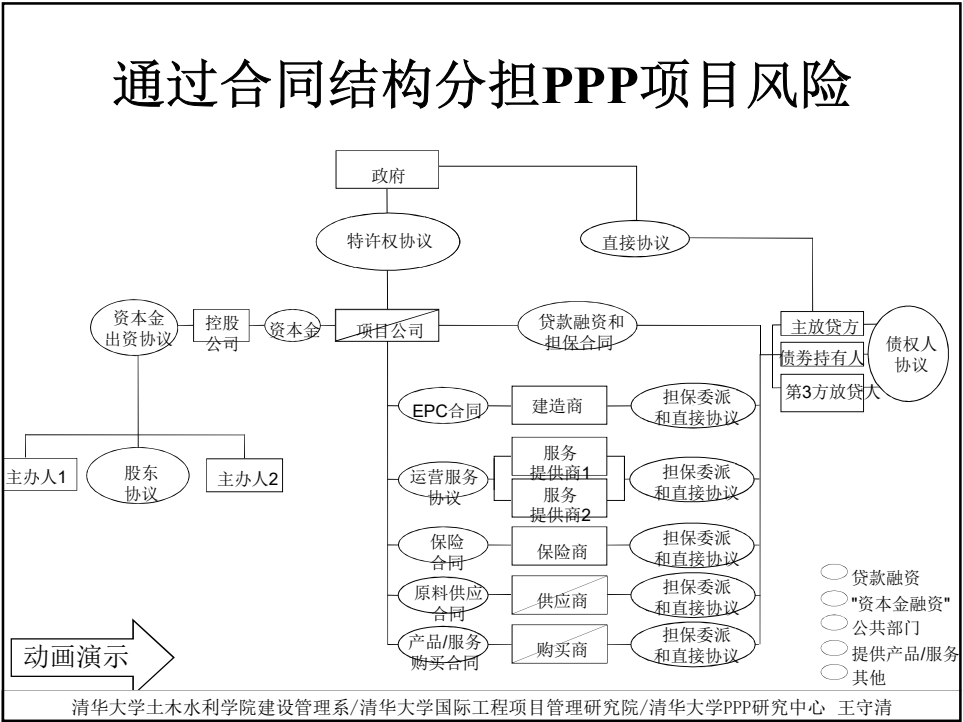 通过合同结构分担PPP项目风险
政府
特许权协议
直接协议
资本金
出资协议
控股
公司
资本金
项目公司
贷款融资和
担保合同
主放贷方
债券持有人
第3方放贷人
债权人
协议
EPC合同
建造商
担保委派
和直接协议
主办人1
股东
协议
主办人2
运营服务
协议
服务
提供商1
服务
提供商2
担保委派
和直接协议
保险
合同
保险商
担保委派
和直接协议
原料供应
合同
供应商
担保委派
和直接协议
产品/服务
购买合同
购买商
担保委派
和直接协议
贷款融资
"资本金融资"
公共部门
提供产品/服务
其他
动画演示
清华大学土木水利学院建设管理系/清华大学国际工程项目管理研究院/清华大学PPP研究中心 王守清